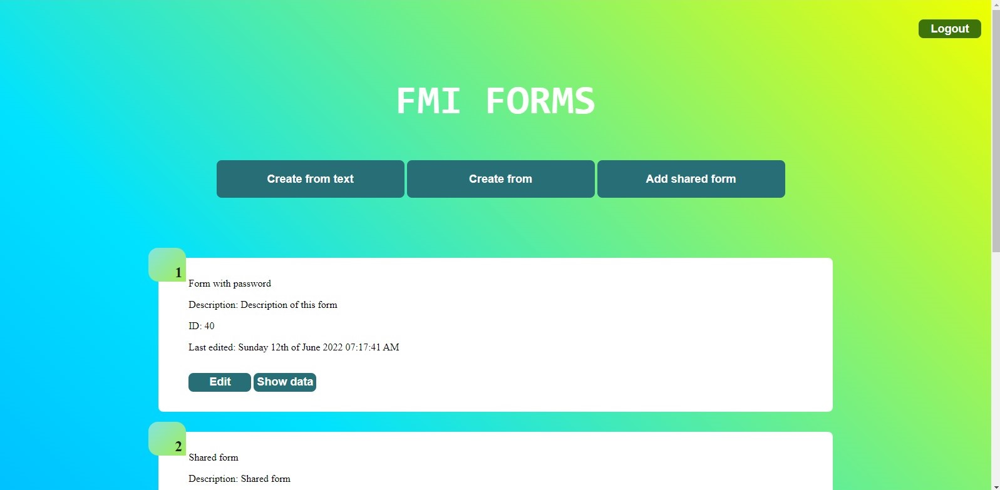 Logout
FMI FORMS
Create from text
Create from
Add shared form
1
Form with password
Description: Description of this form
ID: 40
Last edited: Sunday 12th of June 2022 07:17:41 AM
Edit
Show data
2
Shared form
Description: Shared form